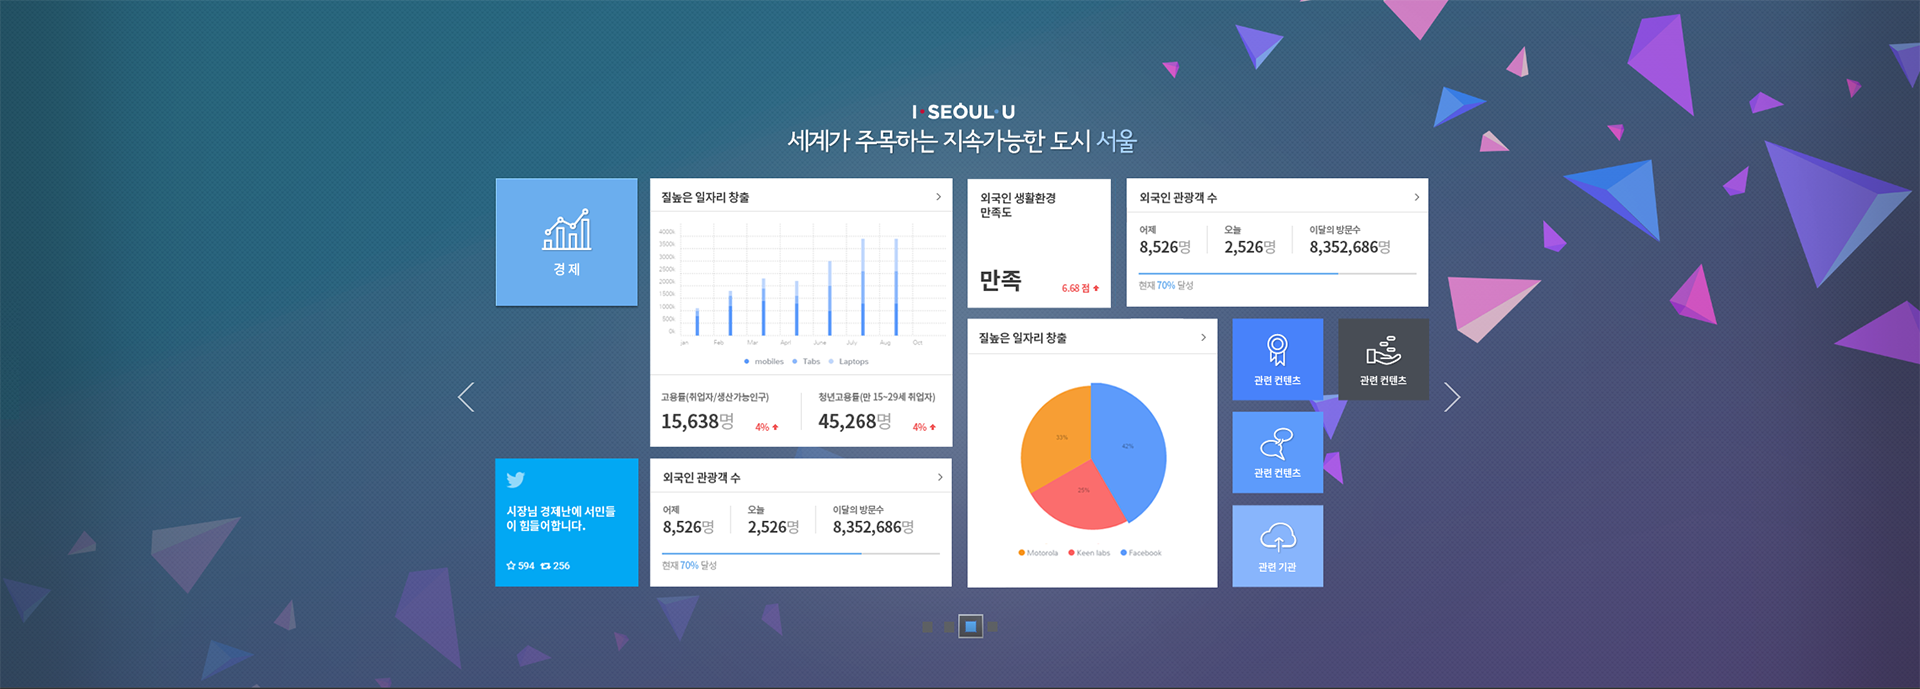 I·SEOUL·U
세계가 주목하는 지속가능한 도시 서울
경제
질높은 일자리 창출
4000k
3500k
3000k
2500k
2000k
1500k
1000k
500k
0k
jan
Feb
Mar
Aprl
June
July
Aug
Oct
mobiles
Tabs
Laptops
고용률(취업자/생산가능인구)
15,638명
4%
청년고용률(만 15~29세 취업자)
45,268명
4%
외국인 생활환경
만족도
만족
6.68 점
외국인 관광객 수
어제
오늘
이달의 방문수
8,526명
2,526명
8,352,686명
현재 70% 달성
시장님 경제난에 서민들
이 힘들어합니다.
594
256
외국인 관광객 수
어제
오늘
이달의 방문수
8,526명
2,526명
8,352,686명
현재 70% 달성
질높은 일자리 창출
33%
42%
25%
Motorola
Keen labs
Facebook
관련 컨텐츠
관련 컨텐츠
관련 컨텐츠
관련 기관